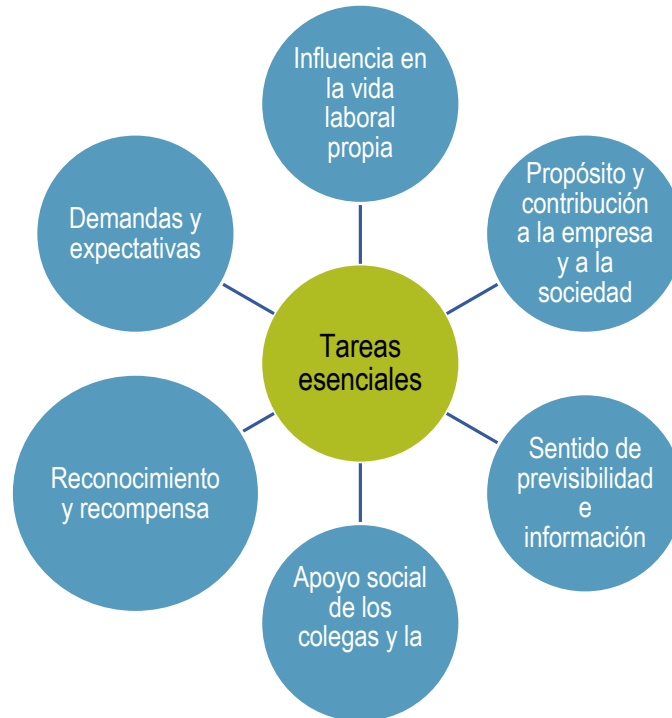 Influencia en
la vida
laboral
propia
Propósito y
contribución
a la empresa
y a la
sociedad
Sentido de
previsibilidad
e
información
Apoyo social
de los
colegas y la
Reconocimiento
y recompensa
Demandas y
expectativas
Tareas
esenciales